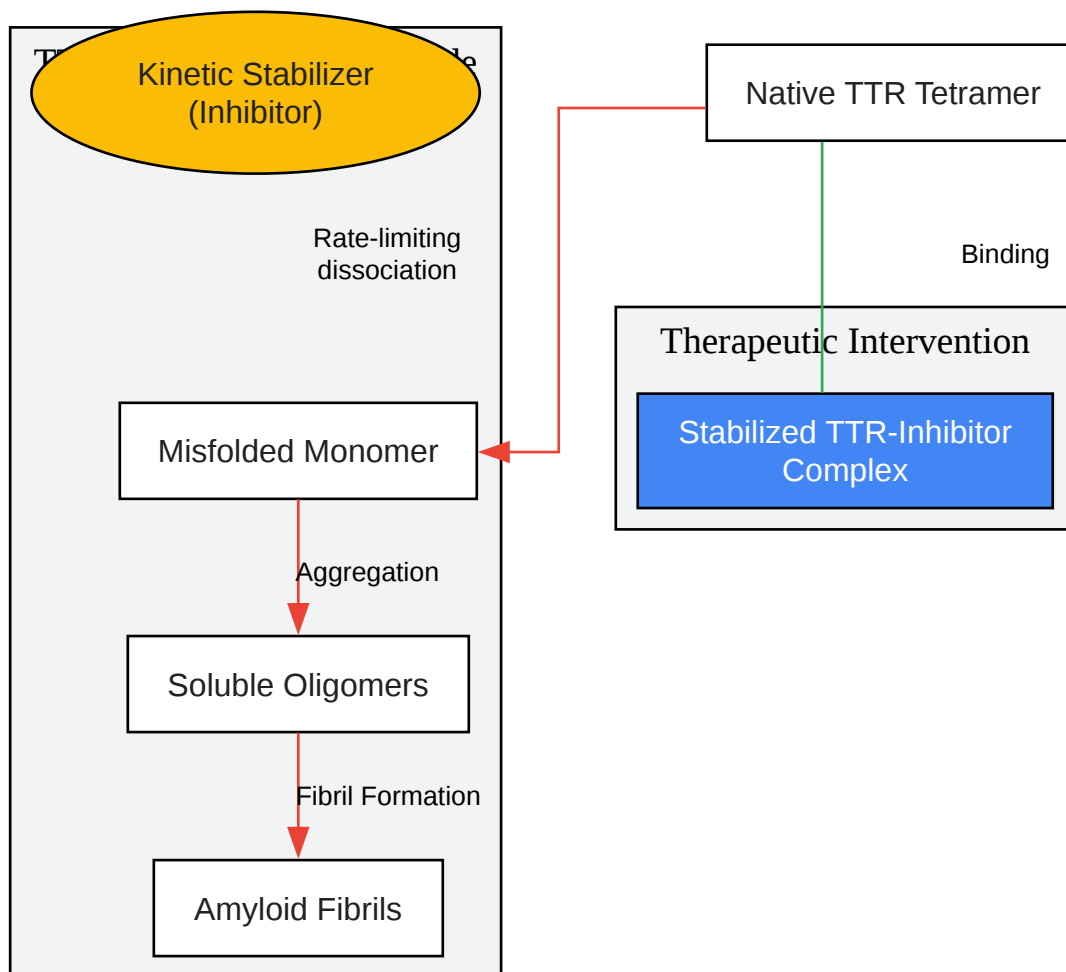 Kinetic Stabilizer
(Inhibitor)
Native TTR Tetramer
Rate-limiting
dissociation
Binding
Therapeutic Intervention
Misfolded Monomer
Stabilized TTR-Inhibitor
Complex
Aggregation
Soluble Oligomers
Fibril Formation
Amyloid Fibrils